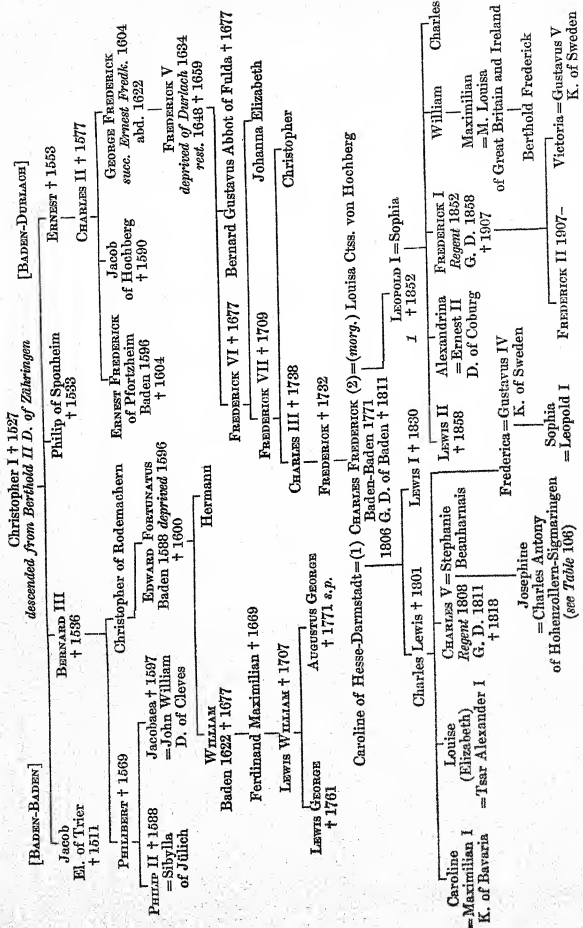 Christopher I † 1527
descended from Berthold II D. of Zähringen
[BADEN-BADEN]
[BADEN-DURLACH]
Jacob
El. of Trier
† 1511
BERNARD III
† 1536
Philip of Sponheim
† 1533
ERNEST † 1553
PHILIBERT † 1569
Christopher of Rodemachern
CHARLES II † 1577
PHILIP II † 1588
=Sibylla
of Jülich
Jacobaea † 1597
=John William
D. of Cleves
EDWARD FORTUNATUS
Baden 1588 deprived 1596
† 1600
ERNEST FREDERICK
of Pfortzheim
Baden 1596
† 1604
Jacob
of Hochberg
† 1590
GEORGE FREDERICK
succ. Ernest Fredk. 1604
abd. 1622
WILLIAM
Baden 1622 † 1677
Hermann
FREDERICK V
deprived of Durlach 1634
rest. 1648 † 1659
Ferdinand Maximilian † 1669
FREDERICK VI † 1677
Bernard Gustavus Abbot of Fulda † 1677
LEWIS WILLIAM † 1707
FREDERICK VII † 1709
Johanna Elizabeth
LEWIS GEORGE
† 1761
AUGUSTUS GEORGE
† 1771 s.p.
CHARLES III † 1738
Christopher
FREDERICK † 1732
Caroline of Hesse-Darmstadt=(1) CHARLES FREDERICK (2)=(morg.) Louisa Ctss. von Hochberg
Baden-Baden 1771
1806 G. D. of Baden † 1811
Charles Lewis † 1801
LEWIS I † 1830
LEOPOLD I=Sophia
† 1852
Caroline
=Maximilian I
K. of Bavaria
Louise
(Elizabeth)
=Tsar Alexander I
CHARLES V=Stephanie
Regent 1808 Beauharnais
G. D. 1811
† 1818
Frederica=Gustavus IV
K. of Sweden
LEWIS II
† 1858
Alexandrina
=Ernest II
D. of Coburg
FREDERICK I
Regent 1852
G. D. 1858
† 1907
William
Charles
Maximilian
=M. Louisa
of Great Britain and Ireland
Josephine
=Charles Antony
of Hohenzollern-Sigmaringen
(see Table 106)
Sophia
=Leopold I
FREDERICK II 1907–
Victoria=Gustavus V
K. of Sweden
Berthold Frederick